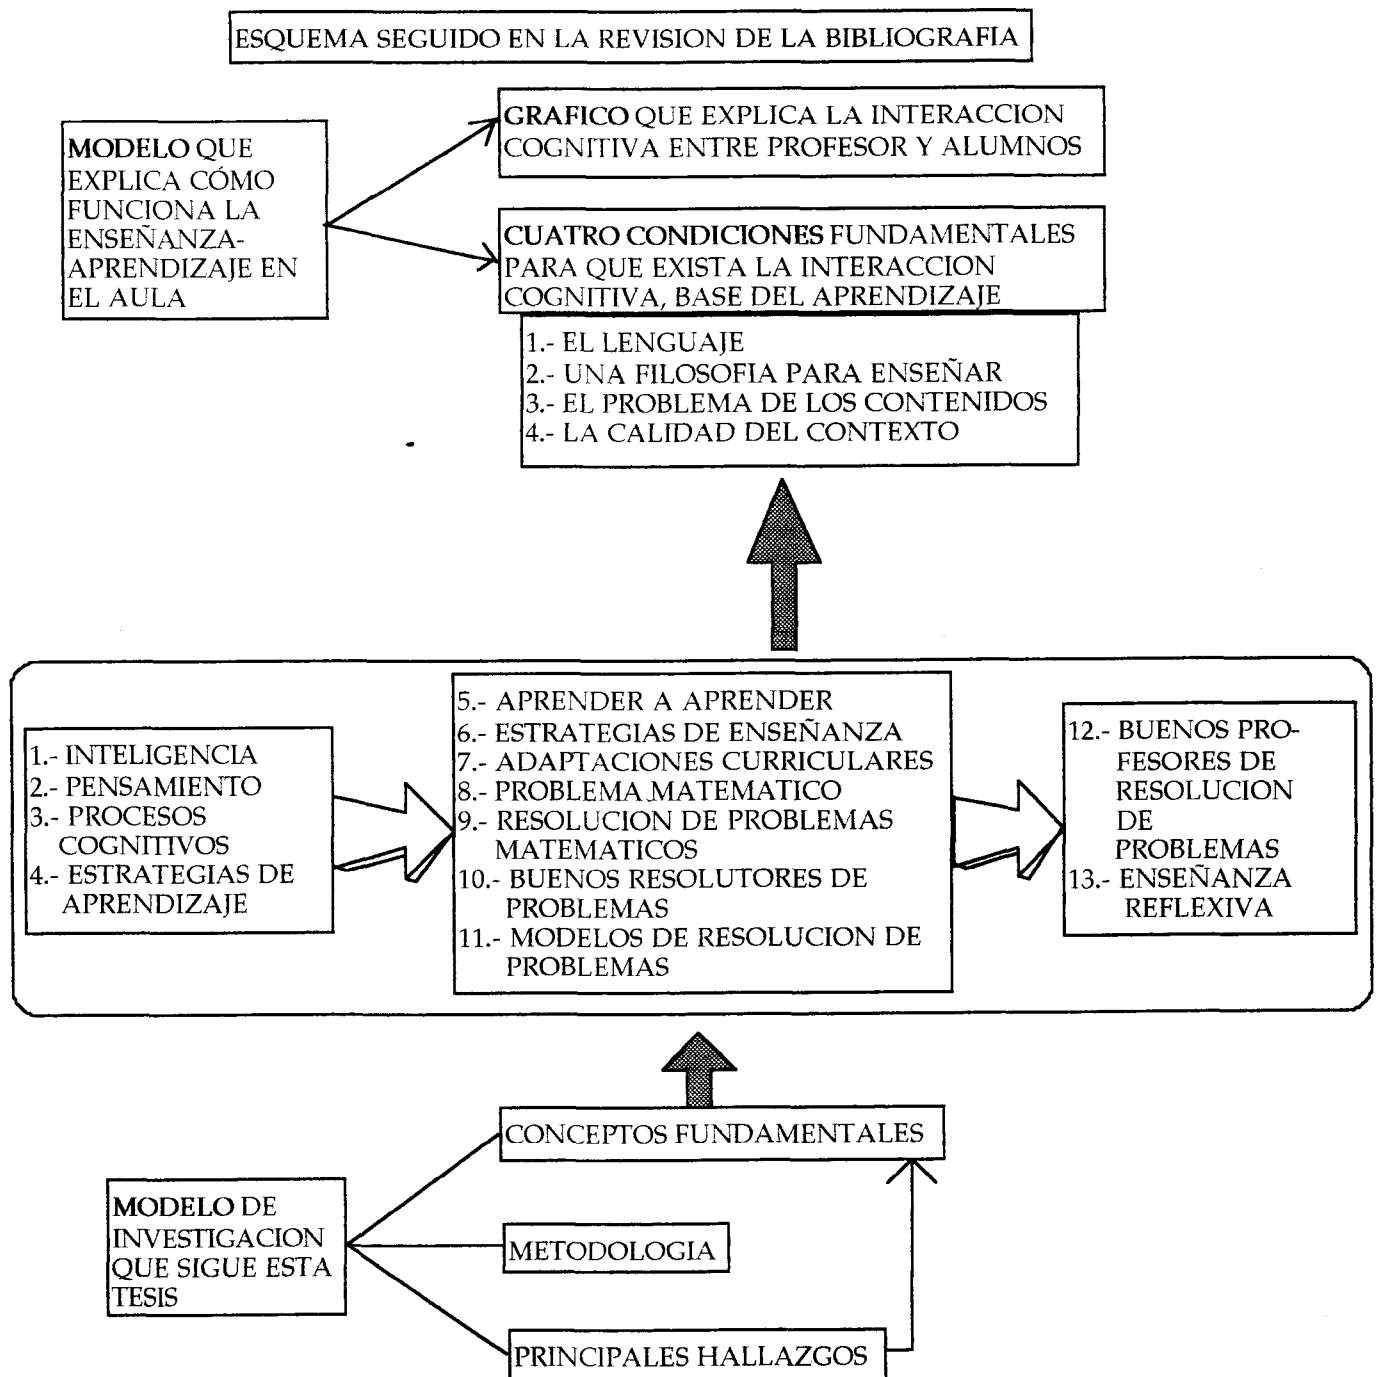 ESQUEMA SEGUIDO EN LA REVISION DE LA BIBLIOGRAFIA
MODELO QUE
EXPLICA CÓMO
FUNCIONA LA
ENSEÑANZA-
APRENDIZAJE EN
EL AULA
GRAFICO QUE EXPLICA LA INTERACCION
COGNITIVA ENTRE PROFESOR Y ALUMNOS
CUATRO CONDICIONES FUNDAMENTALES
PARA QUE EXISTA LA INTERACCION
COGNITIVA, BASE DEL APRENDIZAJE
1.- EL LENGUAJE
2.- UNA FILOSOFIA PARA ENSEÑAR
3.- EL PROBLEMA DE LOS CONTENIDOS
4.- LA CALIDAD DEL CONTEXTO
1.- INTELIGENCIA
2.- PENSAMIENTO
3.- PROCESOS
COGNITIVOS
4.- ESTRATEGIAS DE
APRENDIZAJE
5.- APRENDER A APRENDER
6.- ESTRATEGIAS DE ENSEÑANZA
7.- ADAPTACIONES CURRICULARES
8.- PROBLEMA MATEMATICO
9.- RESOLUCION DE PROBLEMAS
MATEMATICOS
10.- BUENOS RESOLUTORES DE
PROBLEMAS
11.- MODELOS DE RESOLUCION DE
PROBLEMAS
12.- BUENOS PRO-
FESORES DE
RESOLUCION
DE
PROBLEMAS
13.- ENSEÑANZA
REFLEXIVA
MODELO DE
INVESTIGACION
QUE SIGUE ESTA
TESIS
CONCEPTOS FUNDAMENTALES
METODOLOGIA
PRINCIPALES HALLAZGOS